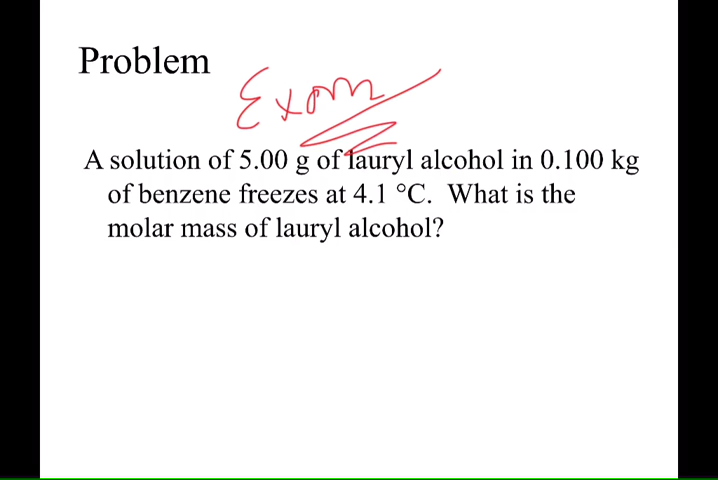 Problem
Exam
A solution of 5.00 g of lauryl alcohol in 0.100 kg
of benzene freezes at 4.1 °C. What is the
molar mass of lauryl alcohol?